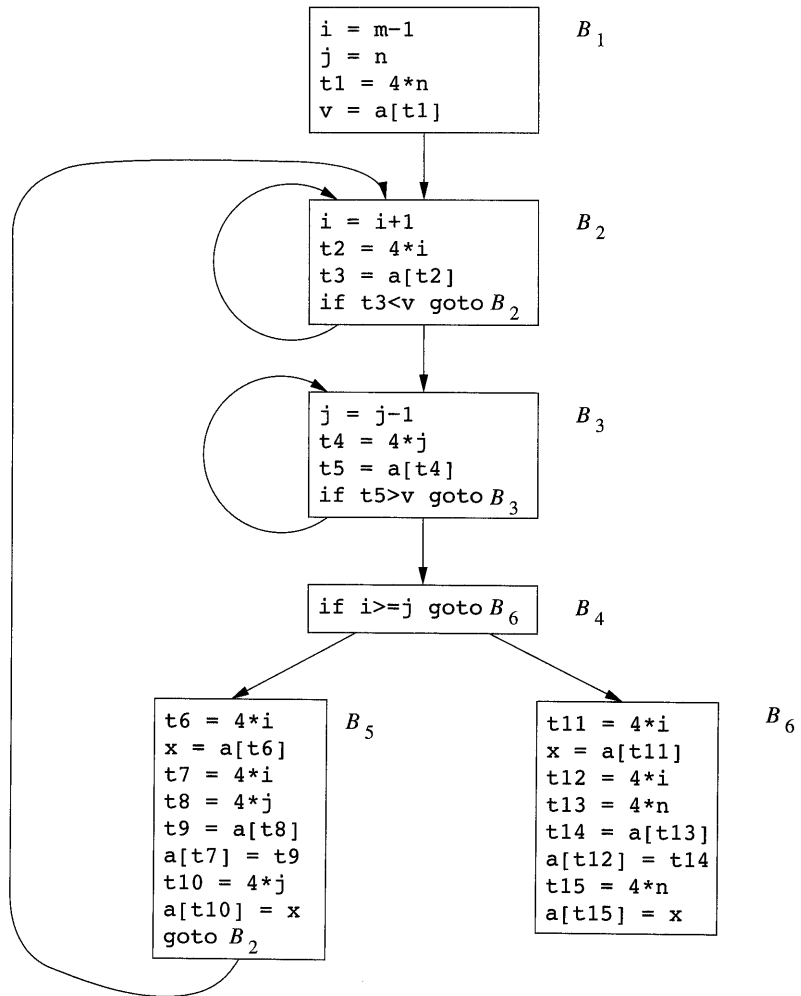 i = m-1
j = n
t1 = 4*n
v = a[t1]
B1
i = i+1
t2 = 4*i
t3 = a[t2]
if t3<v goto B2
B2
j = j-1
t4 = 4*j
t5 = a[t4]
if t5>v goto B3
B3
if i>=j goto B6
B4
t6 = 4*i
x = a[t6]
t7 = 4*i
t8 = 4*j
t9 = a[t8]
a[t7] = t9
t10 = 4*j
a[t10] = x
goto B2
B5
t11 = 4*i
x = a[t11]
t12 = 4*i
t13 = 4*n
t14 = a[t13]
a[t12] = t14
t15 = 4*n
a[t15] = x
B6